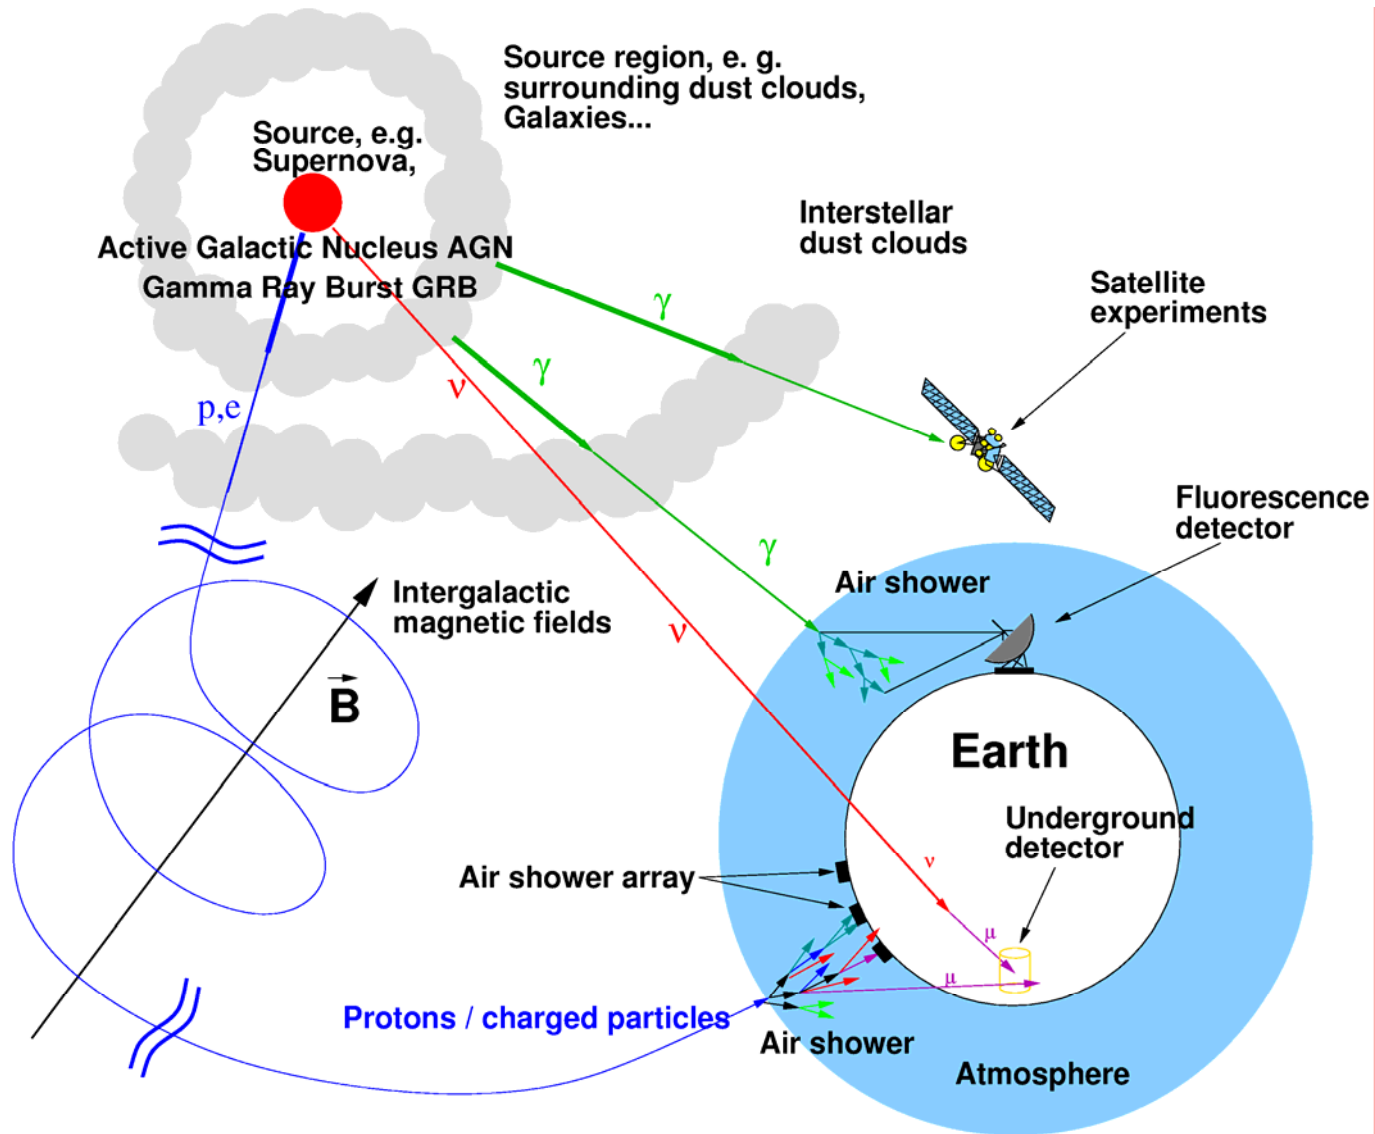 Source region, e. g.
surrounding dust clouds,
Galaxies...
Source, e.g.
Supernova,
Active Galactic Nucleus AGN
Gamma Ray Burst GRB
Interstellar
dust clouds
Satellite
experiments
γ
γ
ν
p,e
Fluorescence
detector
γ
Air shower
Intergalactic
magnetic fields
ν
B
Earth
Underground
detector
ν
Air shower array
μ
μ
Protons / charged particles
Air shower
Atmosphere